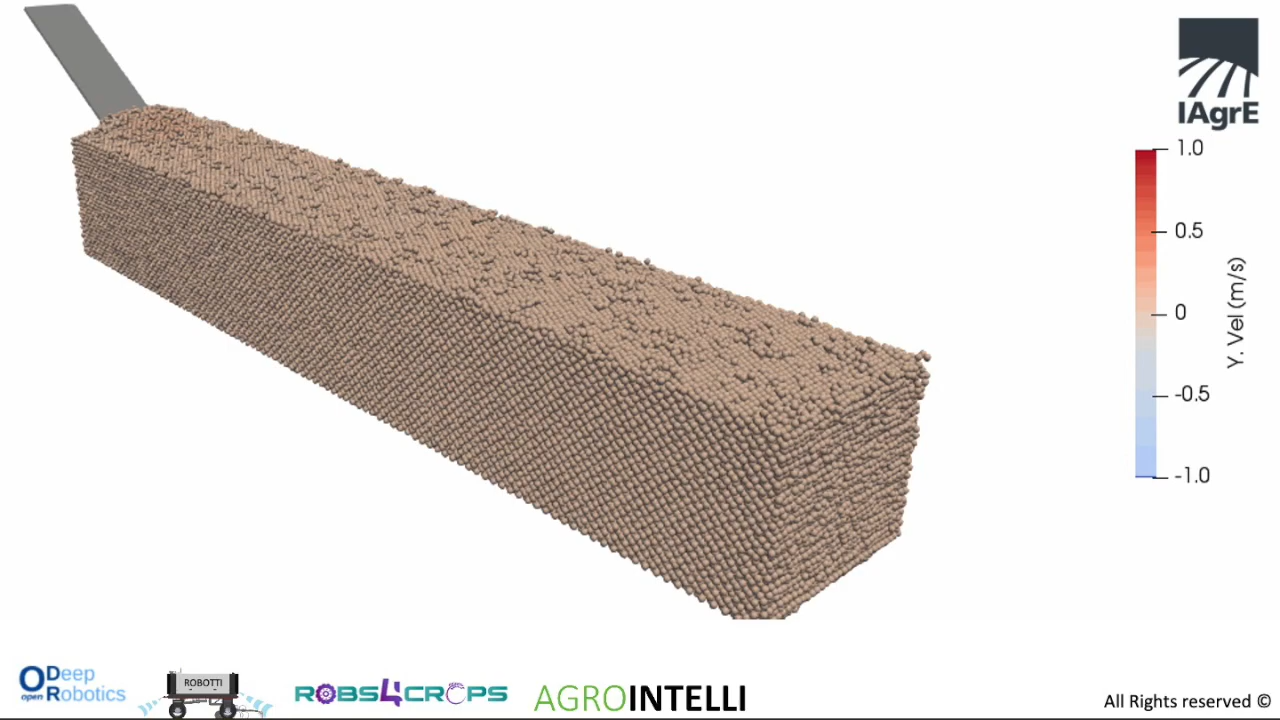 IAgrE
1.0
0.5
0
-0.5
-1.0
Y. Vel (m/s)
Deep
open Robotics
ROBOTTI
ROBS4CROPS
AGROINTELLI
All Rights reserved ©